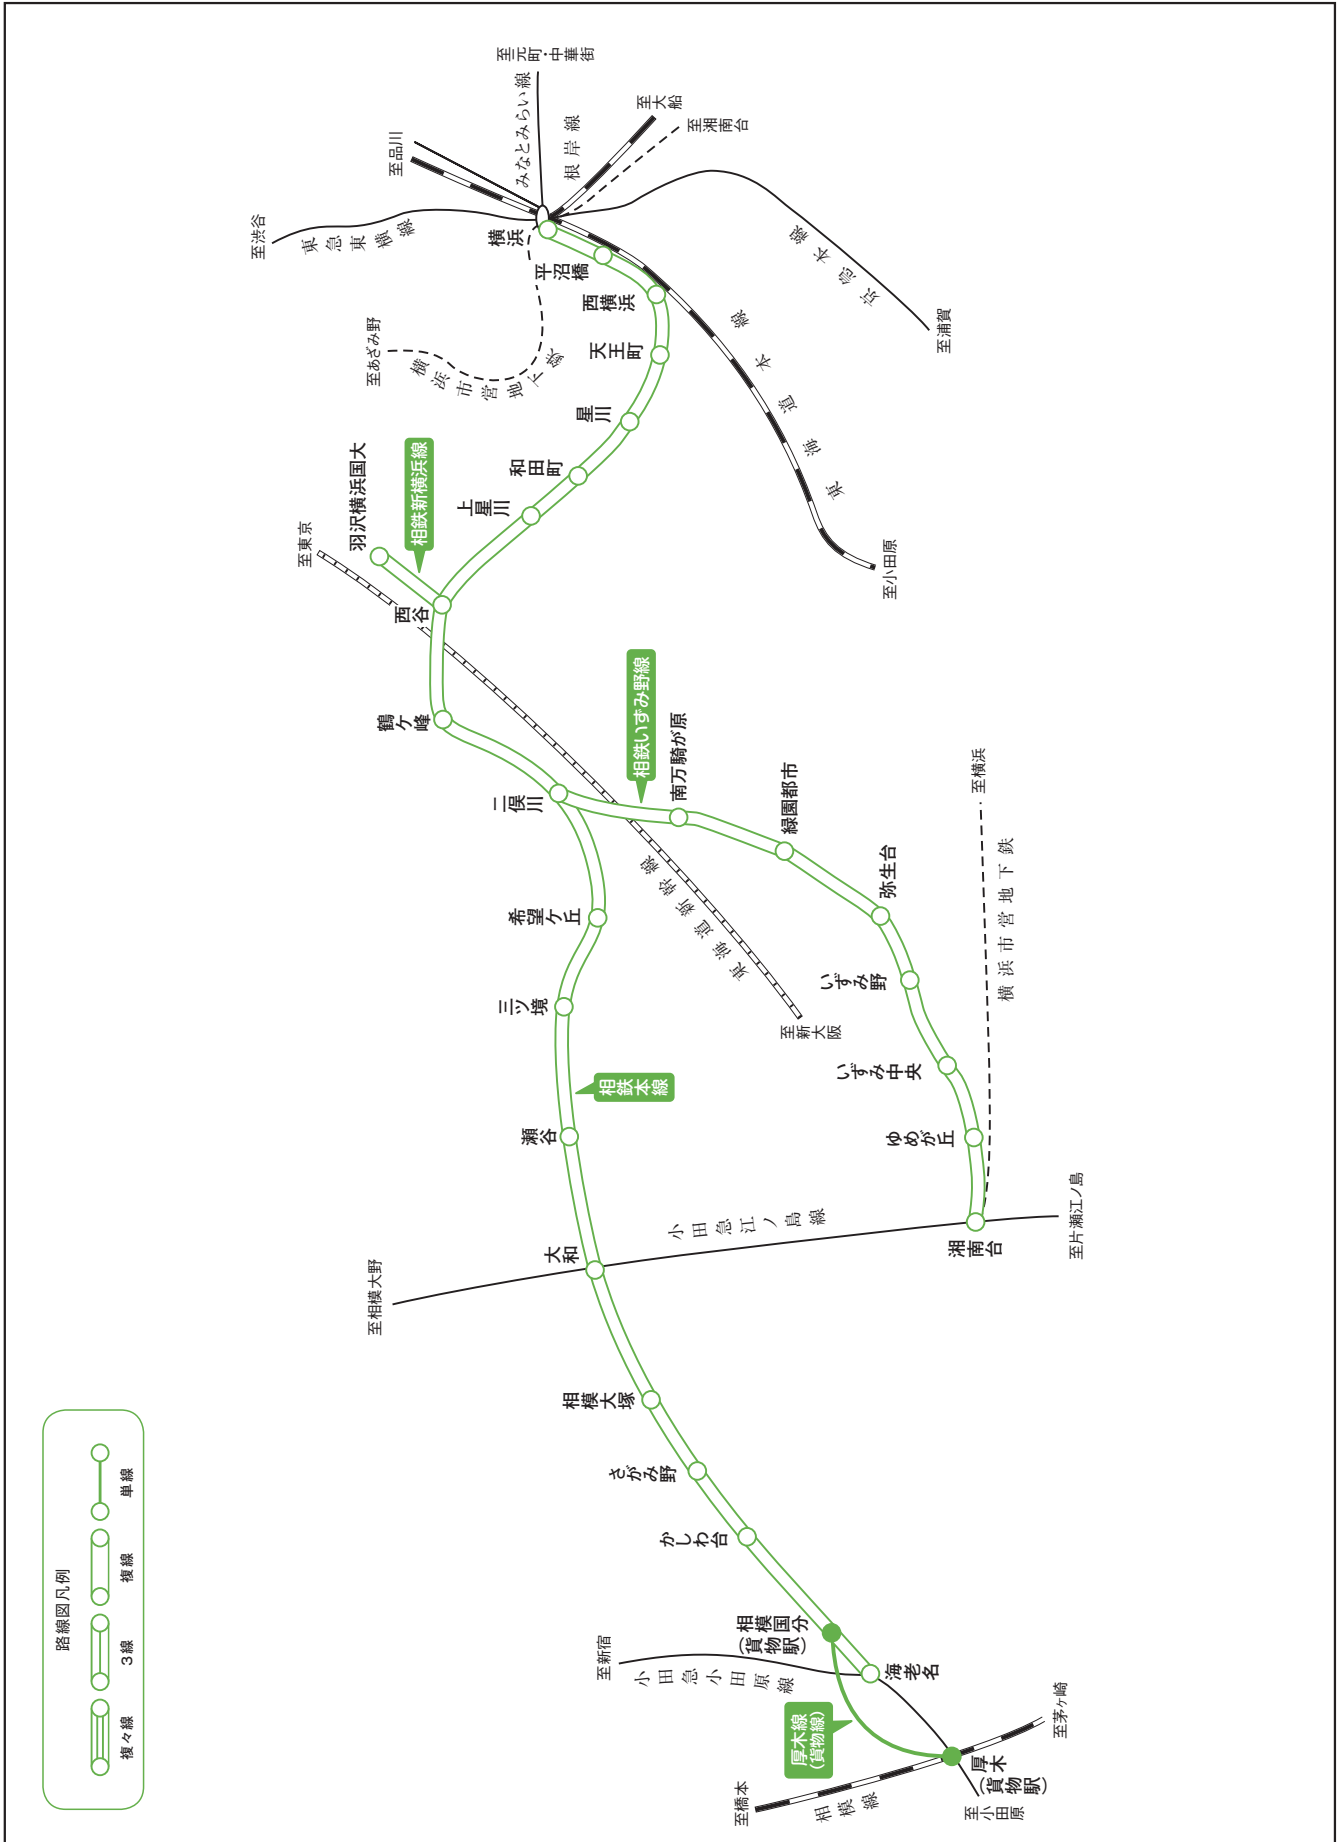 路線図凡例
複々線
3線
複線
単線
至元町・中華街
みなとみらい線
根岸線
至大船
至湘南台
至品川
至渋谷
東急東横線
横浜
平沼橋
西横浜
天王町
星川
和田町
上星川
西谷
鶴ケ峰
二俣川
希望ケ丘
三ツ境
瀬谷
大和
相模大塚
さがみ野
かしわ台
相模国分
(貨物駅)
海老名
厚木
(貨物駅)
羽沢横浜国大
相鉄新横浜線
南万騎が原
緑園都市
弥生台
いずみ野
いずみ中央
ゆめが丘
湘南台
相鉄いずみ野線
相鉄本線
厚木線
(貨物線)
至あざみ野
横浜市営地下鉄
京急本線
至浦賀
東海道本線
至小田原
至東京
東海道新幹線
至新大阪
至横浜
横浜市営地下鉄
小田急江ノ島線
至相模大野
至片瀬江ノ島
至新宿
小田急小田原線
至小田原
至橋本
相模線
至茅ヶ崎